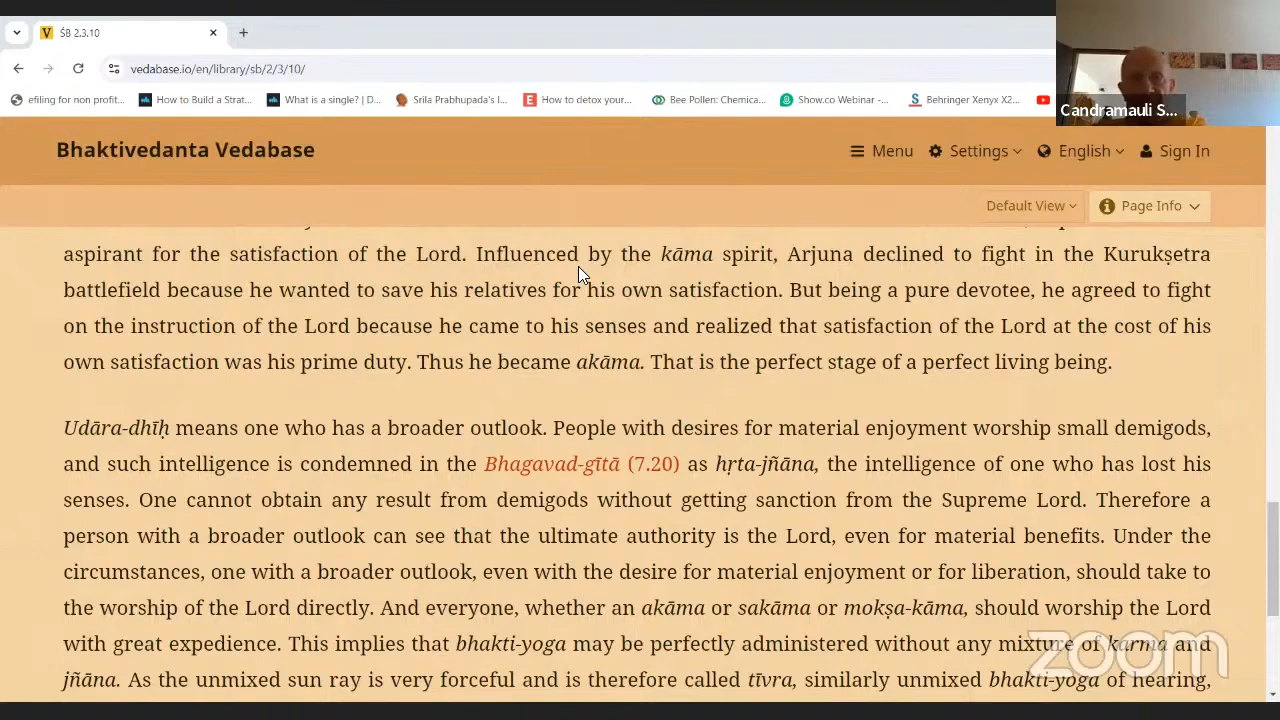 ŚB 2.3.10
vedabase.io/en/library/sb/2/3/10/
efiling for non profit... How to Build a Strat... What is a single? | D... Srila Prabhupada's I... How to detox your... Bee Pollen: Chemica... Show.co Webinar -... Behringer Xenyx X2...
Candramauli S...
Bhaktivedanta Vedabase Menu Settings English Sign In
Default View Page Info
aspirant for the satisfaction of the Lord. Influenced by the kāma spirit, Arjuna declined to fight in the Kurukṣetra
battlefield because he wanted to save his relatives for his own satisfaction. But being a pure devotee, he agreed to fight
on the instruction of the Lord because he came to his senses and realized that satisfaction of the Lord at the cost of his
own satisfaction was his prime duty. Thus he became akāma. That is the perfect stage of a perfect living being.
Udāra-dhīḥ means one who has a broader outlook. People with desires for material enjoyment worship small demigods,
and such intelligence is condemned in the Bhagavad-gītā (7.20) as hṛta-jñāna, the intelligence of one who has lost his
senses. One cannot obtain any result from demigods without getting sanction from the Supreme Lord. Therefore a
person with a broader outlook can see that the ultimate authority is the Lord, even for material benefits. Under the
circumstances, one with a broader outlook, even with the desire for material enjoyment or for liberation, should take to
the worship of the Lord directly. And everyone, whether an akāma or sakāma or mokṣa-kāma, should worship the Lord
with great expedience. This implies that bhakti-yoga may be perfectly administered without any mixture of karma and
jñāna. As the unmixed sun ray is very forceful and is therefore called tīvra, similarly unmixed bhakti-yoga of hearing,
zoom